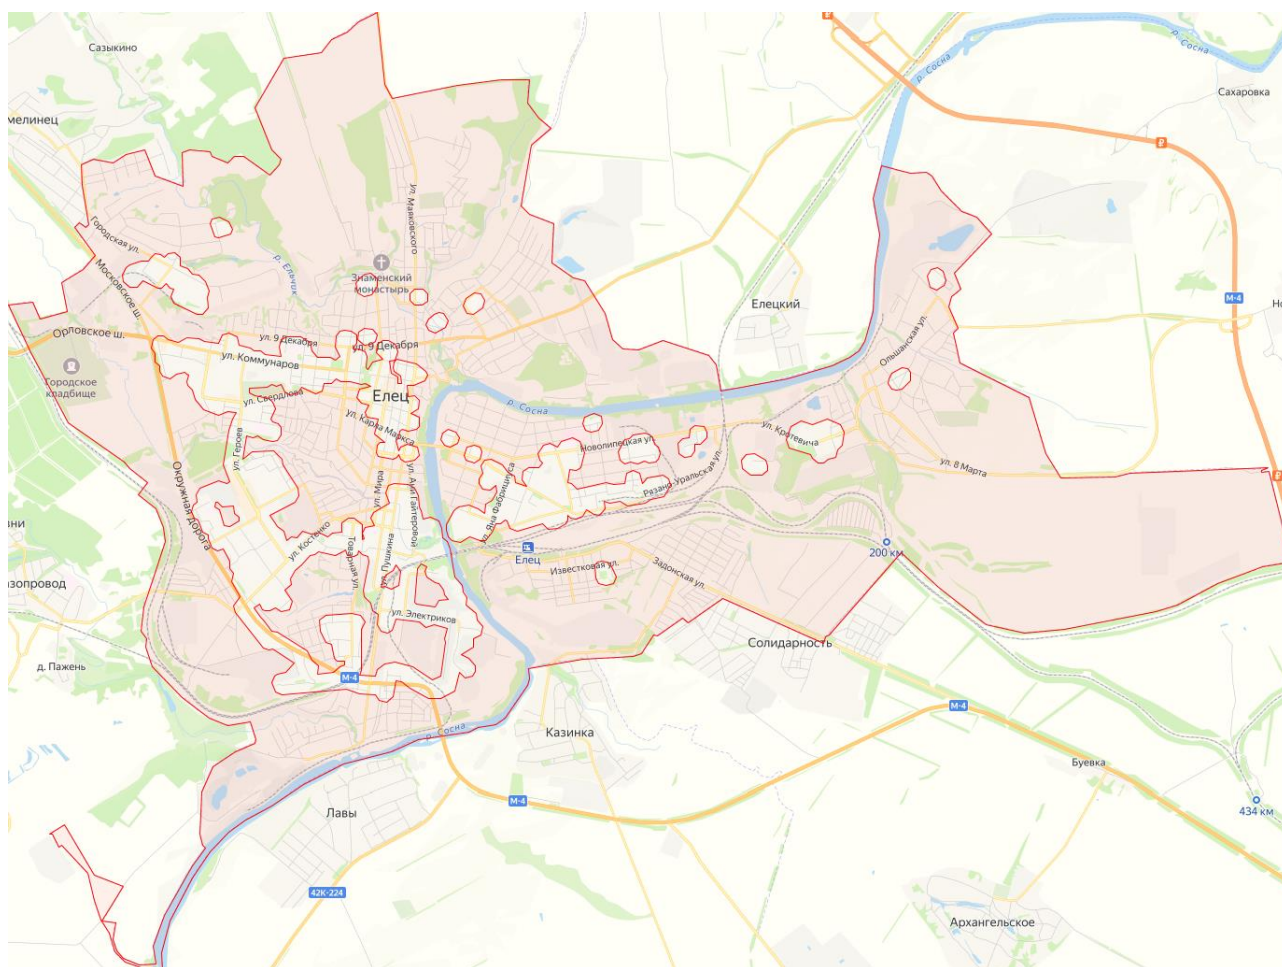 Сазыкино
р. Сосна
р. Сосна
Сахаровка
мелинец
ул. Маяковского
Городская ул.
р. Ельчик
Знаменский
монастырь
Московское ш.
Елецкий
М-4
Но
Орловское ш.
ул. 9 Декабря
ул. 9 Декабря
Ольшанская ул.
ул. Коммунаров
Городское
кладбище
ул. Свердлова
Елец
р. Сосна
ул. Карла Маркса
ул. Героев
Новолипецкая ул.
ул. Кротевича
ул. 8 Марта
Окружная дорога
ул. Мира
ул. Ани Гайтеровой
ул. Яна Фабрициуса
Рязано-Уральская ул.
вни
ул. Костенко
Товарная ул.
ул. Пушкина
Елец
200 км
азопровод
Известковая ул.
Задонская ул.
ул. Электриков
Солидарность
д. Пажень
М-4
М-4
р. Сосна
Казинка
Буевка
М-4
434 км
Лавы
42К-224
Архангельское